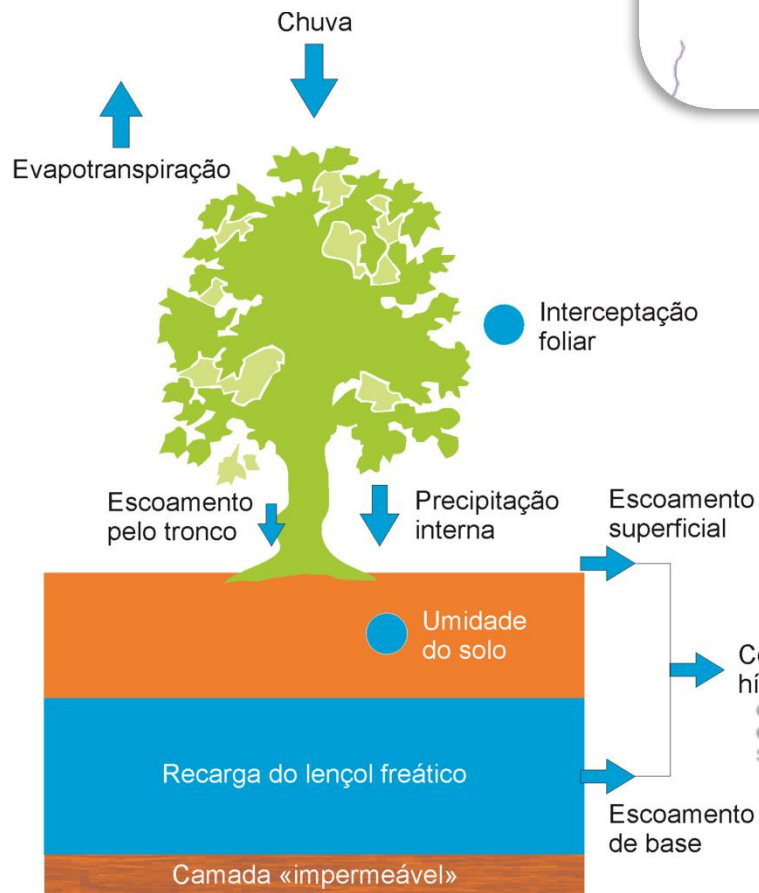 Chuva
Evapotranspiração
Interceptação
foliar
Escoamento
pelo tronco
Precipitação
interna
Escoamento
superficial
Umidade
do solo
Recarga do lençol freático
Escoamento
de base
Camada «impermeável»